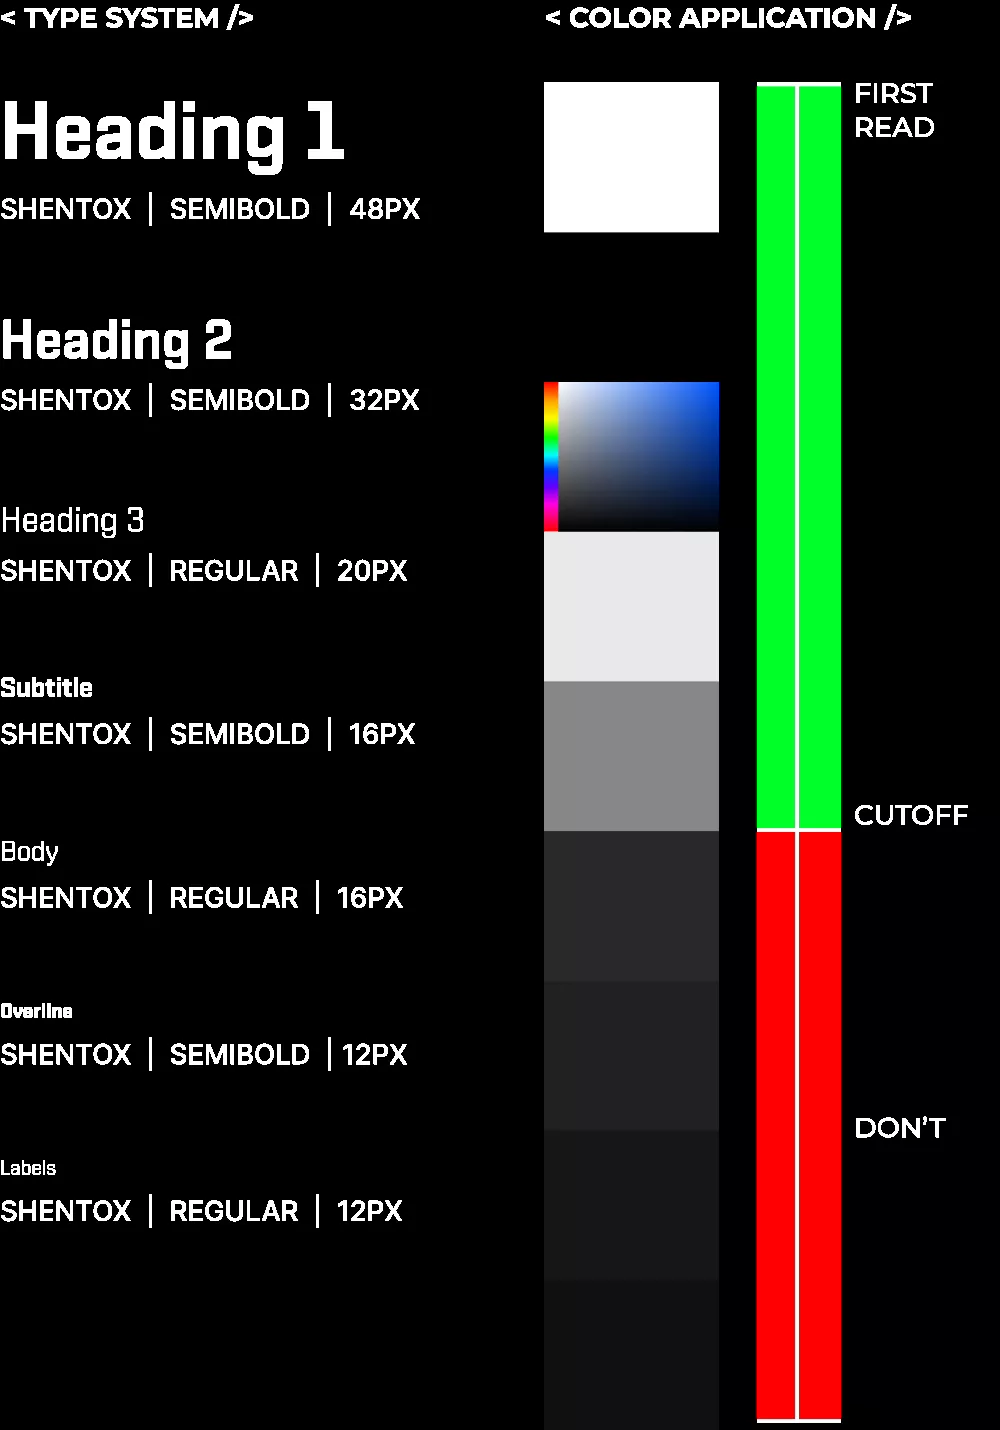 < TYPE SYSTEM />
Heading 1
SHENTOX | SEMIBOLD | 48PX
Heading 2
SHENTOX | SEMIBOLD | 32PX
Heading 3
SHENTOX | REGULAR | 20PX
Subtitle
SHENTOX | SEMIBOLD | 16PX
Body
SHENTOX | REGULAR | 16PX
Overline
SHENTOX | SEMIBOLD | 12PX
Labels
SHENTOX | REGULAR | 12PX
< COLOR APPLICATION />
FIRST
READ
CUTOFF
DON'T